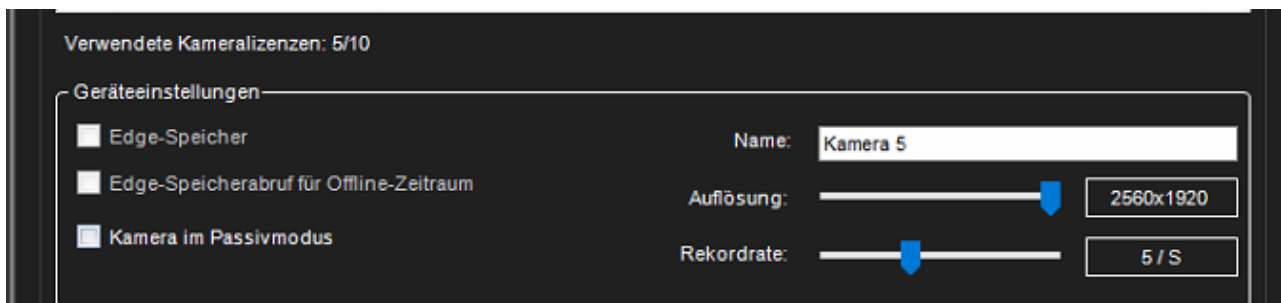 Verwendete Kameralizenzen: 5/10
Geräteeinstellungen
Edge-Speicher
Name: Kamera 5
Edge-Speicherabruf für Offline-Zeitraum
Auflösung: 2560x1920
Kamera im Passivmodus
Rekordrate: 5 / S